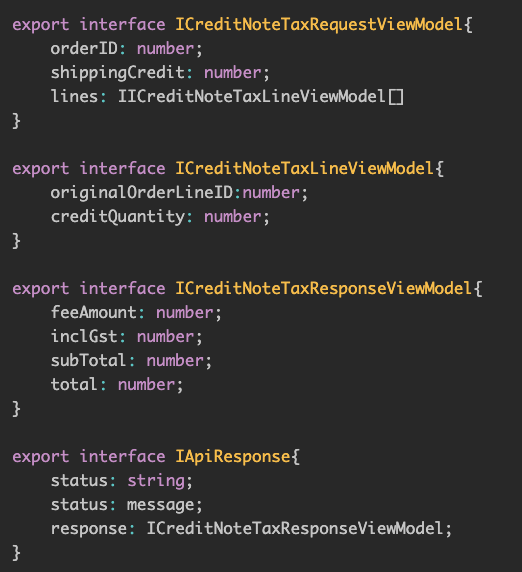 export interface ICreditNoteTaxRequestViewModel{
    orderID: number;
    shippingCredit: number;
    lines: IICreditNoteTaxLineViewModel[]
}

export interface ICreditNoteTaxLineViewModel{
    originalOrderLineID:number;
    creditQuantity: number;
}

export interface ICreditNoteTaxResponseViewModel{
    feeAmount: number;
    inclGst: number;
    subTotal: number;
    total: number;
}

export interface IApiResponse{
    status: string;
    status: message;
    response: ICreditNoteTaxResponseViewModel;
}